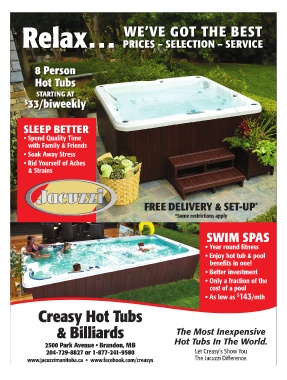 Relax...
WE'VE GOT THE BEST
PRICES – SELECTION – SERVICE
8 Person
Hot Tubs
STARTING AT
$33/biweekly
SLEEP BETTER
• Spend Quality Time
with Family & Friends
• Soak Away Stress
• Rid Yourself of Aches
& Strains
Jacuzzi
FREE DELIVERY & SET-UP*
*Some restrictions apply
SWIM SPAS
• Year round fitness
• Enjoy hot tub & pool
benefits in one!
• Better investment
• Only a fraction of the
cost of a pool
• As low as $143/mth
Creasy Hot Tubs
& Billiards
2500 Park Avenue • Brandon, MB
204-729-8827 or 1-877-241-9580
www.jacuzzimanitoba.ca • www.facebook.com/creasys
The Most Inexpensive
Hot Tubs In The World.
Let Creasy's Show You
The Jacuzzi Difference.